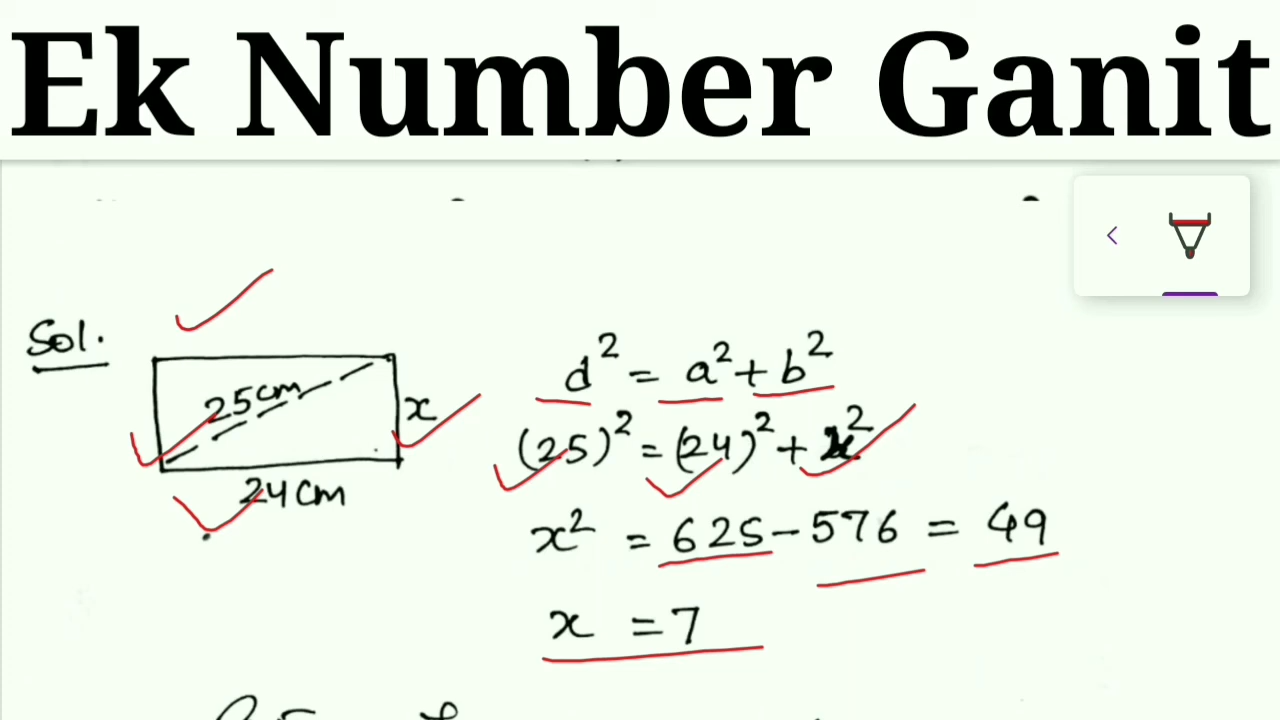 Ek Number Ganit
Sol.
25cm
x
24cm
d² = a² + b²
(25)² = (24)² + x²
x² = 625 - 576 = 49
x = 7